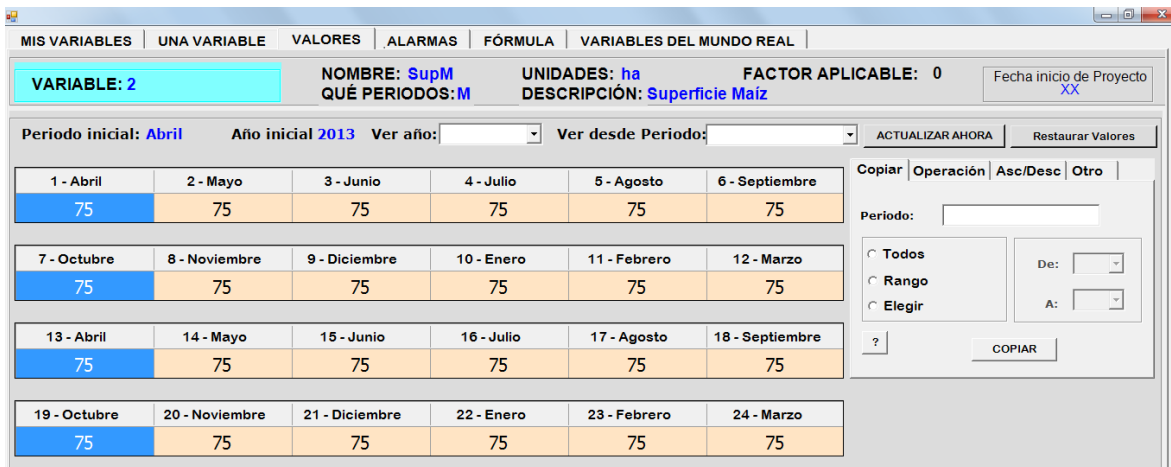 MIS VARIABLES UNA VARIABLE VALORES ALARMAS FÓRMULA VARIABLES DEL MUNDO REAL
VARIABLE: 2
NOMBRE: SupM UNIDADES: ha FACTOR APLICABLE: 0
QUÉ PERIODOS:M DESCRIPCIÓN: Superficie Maíz
Fecha inicio de Proyecto
XX
Periodo inicial: Abril Año inicial 2013 Ver año: Ver desde Periodo: ACTUALIZAR AHORA Restaurar Valores
1 - Abril 2 - Mayo 3 - Junio 4 - Julio 5 - Agosto 6 - Septiembre
75 75 75 75 75 75
7 - Octubre 8 - Noviembre 9 - Diciembre 10 - Enero 11 - Febrero 12 - Marzo
75 75 75 75 75 75
13 - Abril 14 - Mayo 15 - Junio 16 - Julio 17 - Agosto 18 - Septiembre
75 75 75 75 75 75
19 - Octubre 20 - Noviembre 21 - Diciembre 22 - Enero 23 - Febrero 24 - Marzo
75 75 75 75 75 75
Copiar Operación Asc/Desc Otro
Periodo:
Todos
Rango
Elegir
De:
A:
? COPIAR